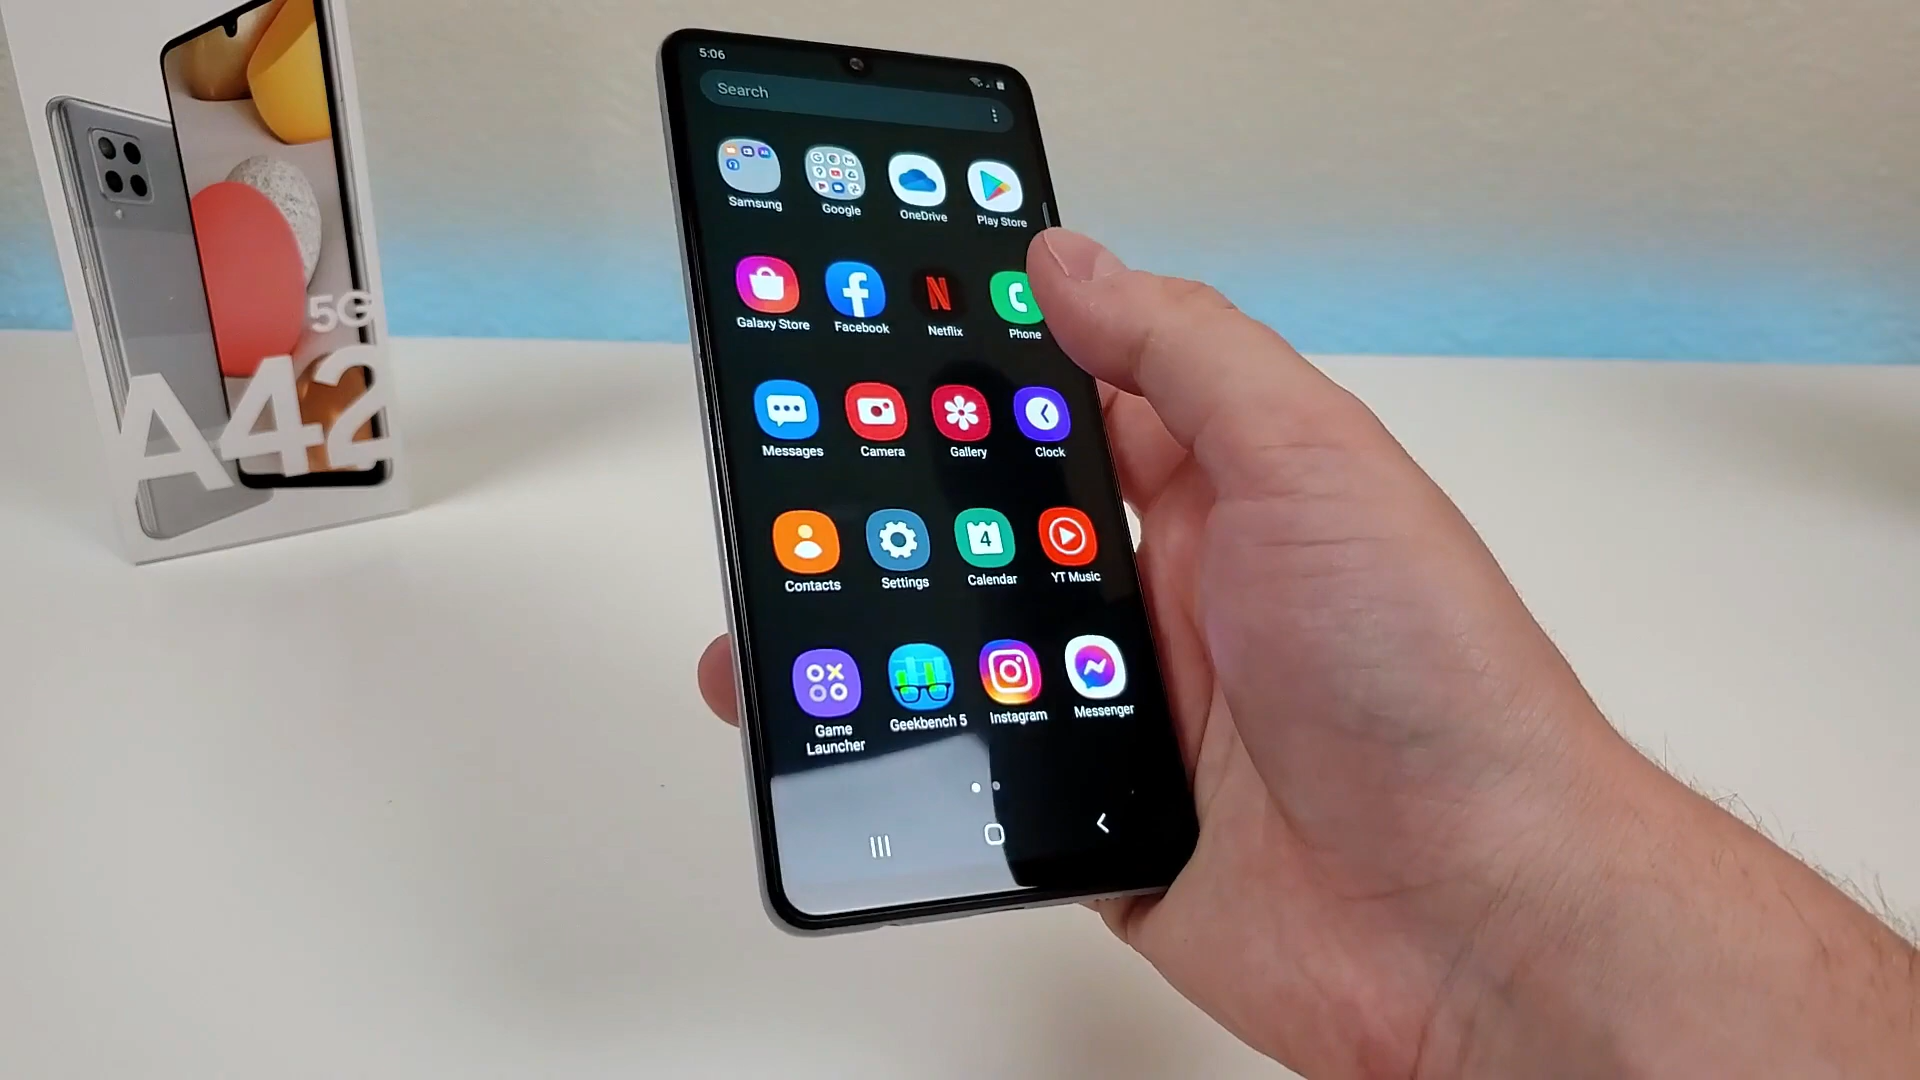 5G
A42
5:06
Search
Samsung
Google
OneDrive
Play Store
Galaxy Store
Facebook
N
Netflix
Phone
Messages
Camera
Gallery
Clock
4
Contacts
Settings
Calendar
YT Music
Game
Launcher
Geekbench 5
Instagram
Messenger